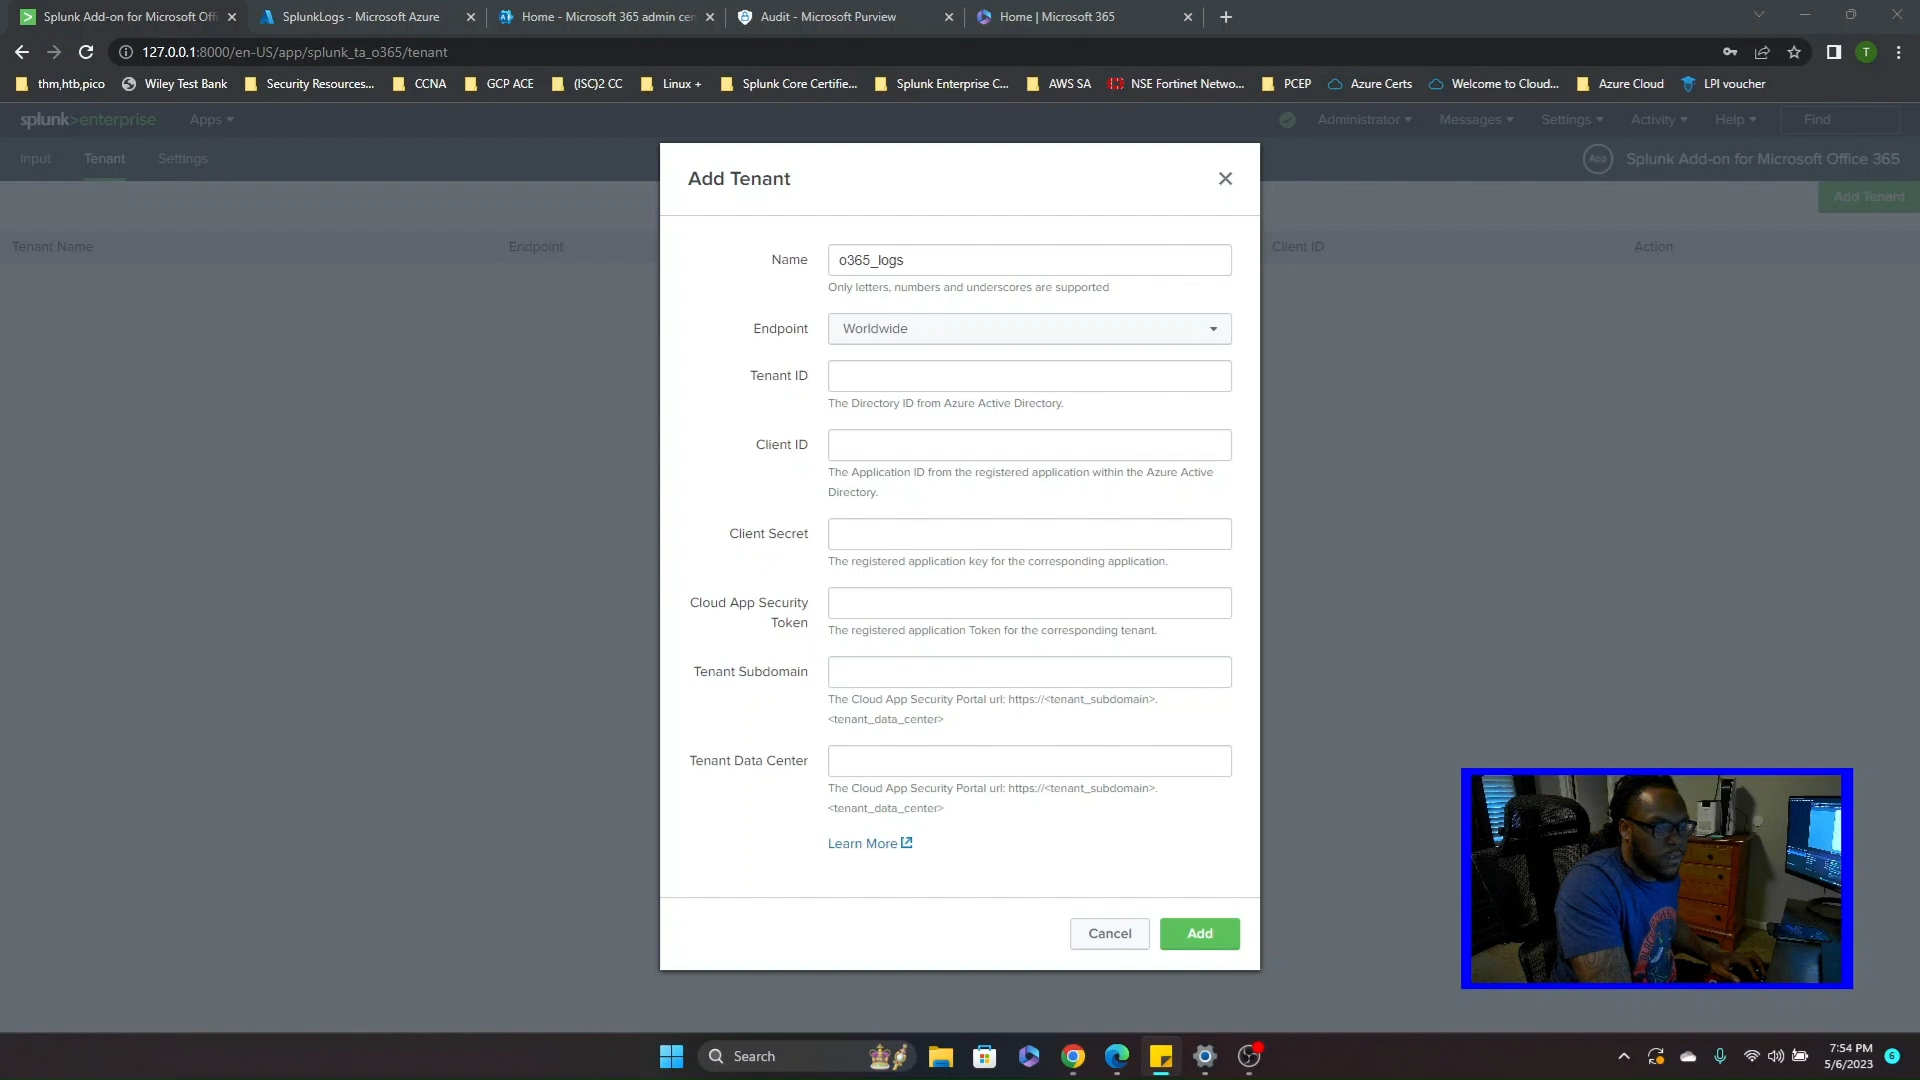 Splunk Add-on for Microsoft Offi
SplunkLogs - Microsoft Azure
Home - Microsoft 365 admin cen
Audit - Microsoft Purview
Home | Microsoft 365
127.0.0.1:8000/en-US/app/splunk_ta_o365/tenant
T
thm,htb,pico
Wiley Test Bank
Security Resources...
CCNA
GCP ACE
(ISC)2 CC
Linux +
Splunk Core Certifie...
Splunk Enterprise C...
AWS SA
NSE Fortinet Netwo...
PCEP
Azure Certs
Welcome to Cloud...
Azure Cloud
LPI voucher
splunk>enterprise
Apps
Administrator
Messages
Settings
Activity
Help
Find
Input
Tenant
Settings
App
Splunk Add-on for Microsoft Office 365
Add Tenant
Tenant Name
Endpoint
Client ID
Action
Add Tenant
Name
o365_logs
Only letters, numbers and underscores are supported
Endpoint
Worldwide
Tenant ID
The Directory ID from Azure Active Directory.
Client ID
The Application ID from the registered application within the Azure Active
Directory.
Client Secret
The registered application key for the corresponding application.
Cloud App Security
Token
The registered application Token for the corresponding tenant.
Tenant Subdomain
The Cloud App Security Portal url: https://<tenant_subdomain>.
<tenant_data_center>
Tenant Data Center
The Cloud App Security Portal url: https://<tenant_subdomain>.
<tenant_data_center>
Learn More
Cancel
Add
Search
7:54 PM
5/6/2023
6